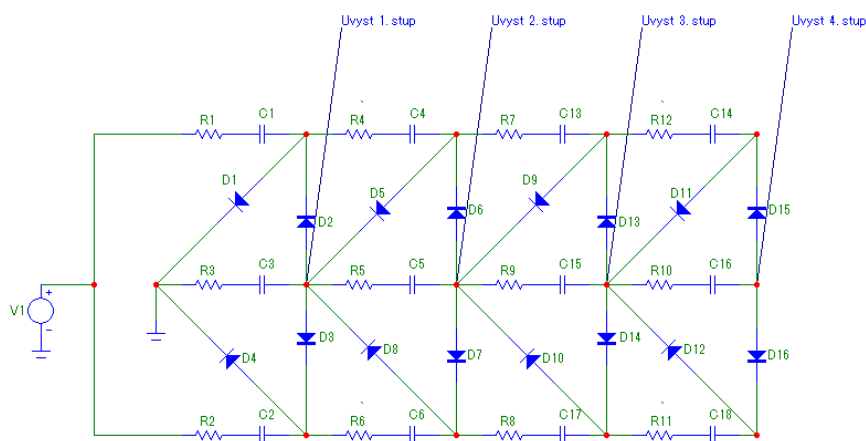 Uvyst 1. stup Uvyst 2. stup Uvyst 3. stup Uvyst 4. stup
R1 C1 R4 C4 R7 C13 R12 C14
D1 D5 D9 D11
D2 D6 D13 D15
R3 C3 R5 C5 R9 C15 R10 C16
V1 + -
D4 D3 D8 D7 D10 D14 D12 D16
R2 C2 R6 C6 R8 C17 R11 C18